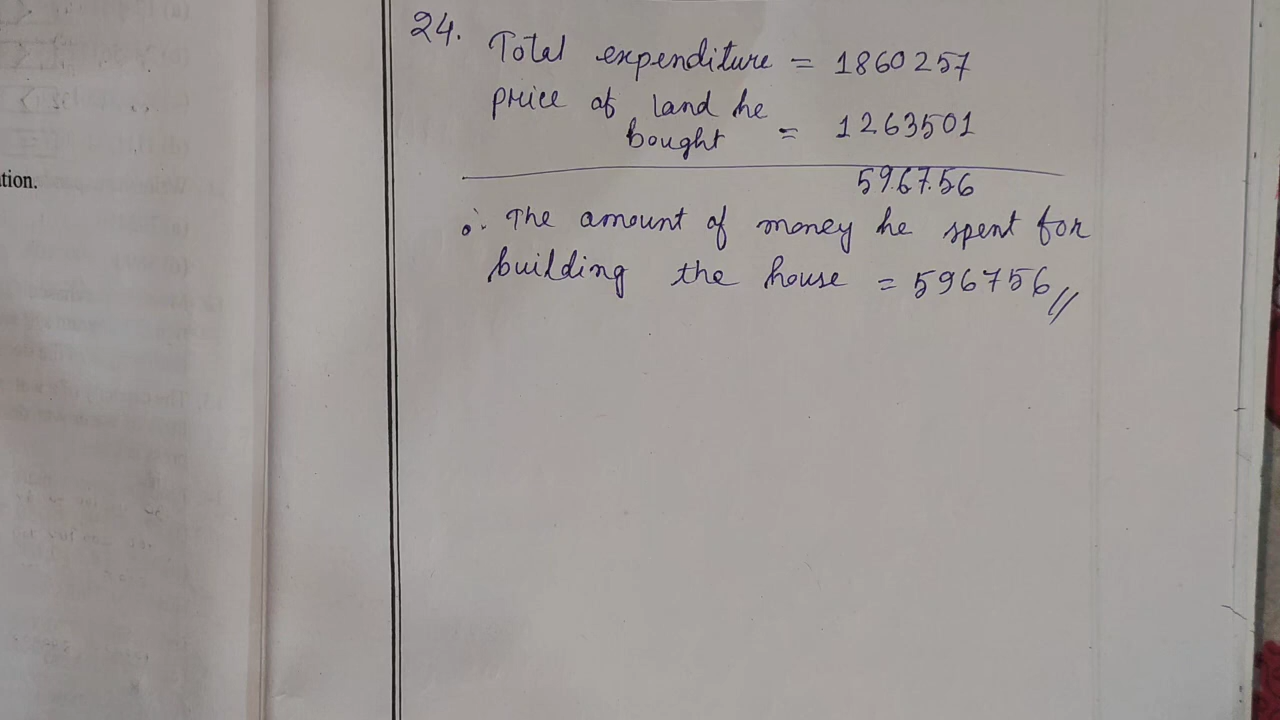 24.
Total expenditure = 1860257
price of land he
bought = 1263501
596756
∴ The amount of money he spent for
building the house = 596756//
ation.